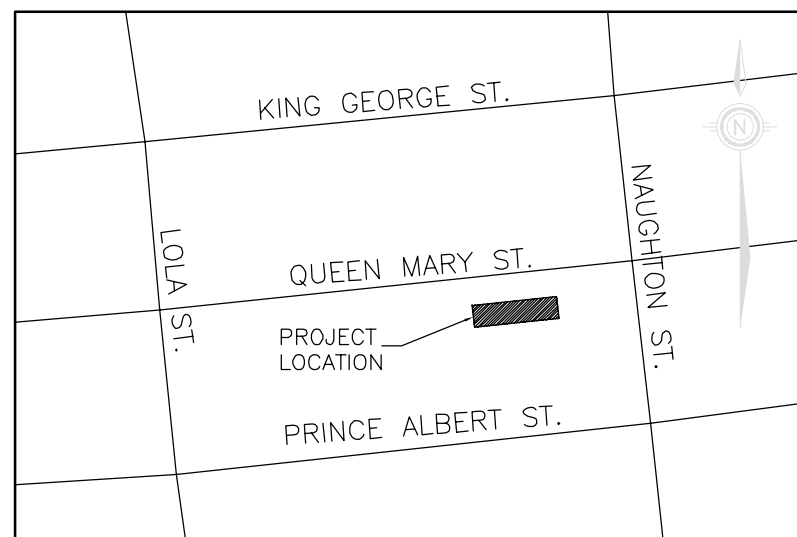 KING GEORGE ST.
N
NAUGHTON ST.
LOLA ST.
QUEEN MARY ST.
PROJECT
LOCATION
PRINCE ALBERT ST.